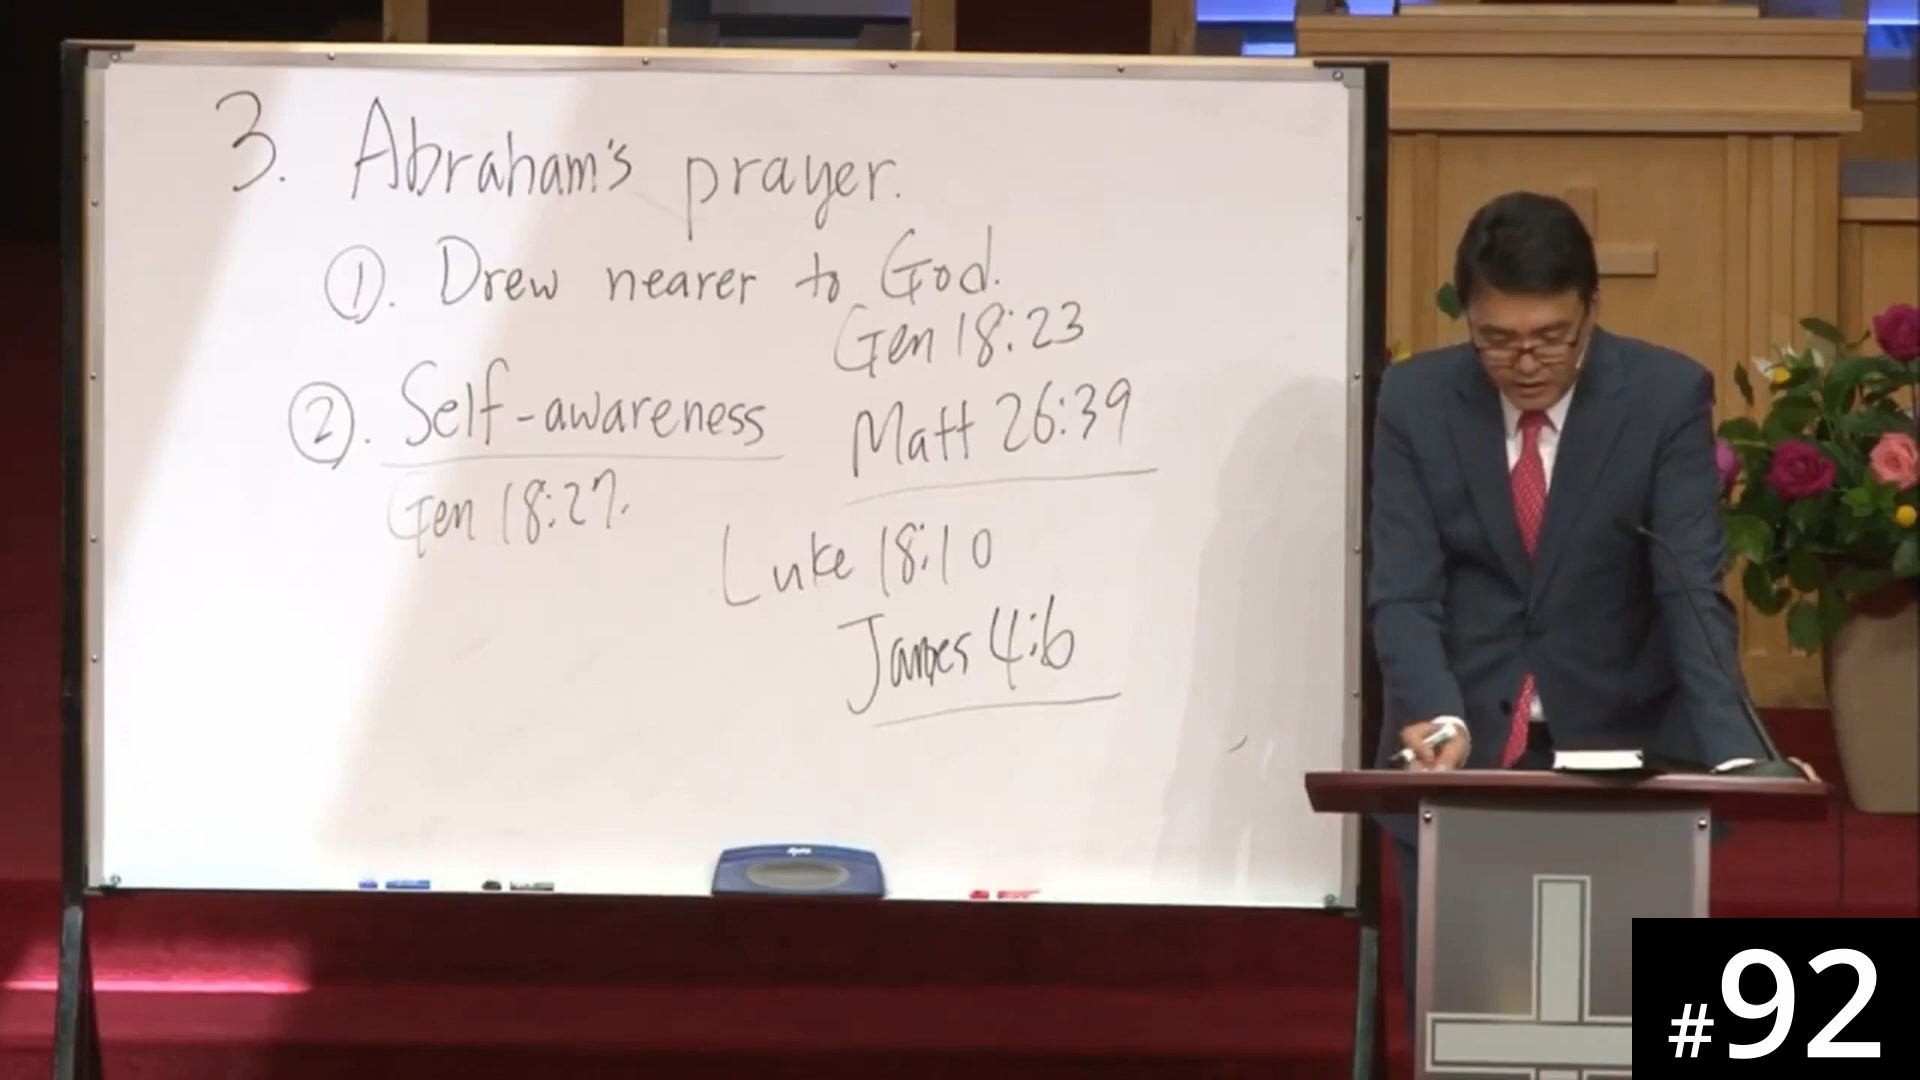 3. Abraham's prayer.
①. Drew nearer to God.
Gen 18:23
②. Self-awareness
Matt 26:39
Gen 18:27.
Luke 18:10
James 4:6
#92